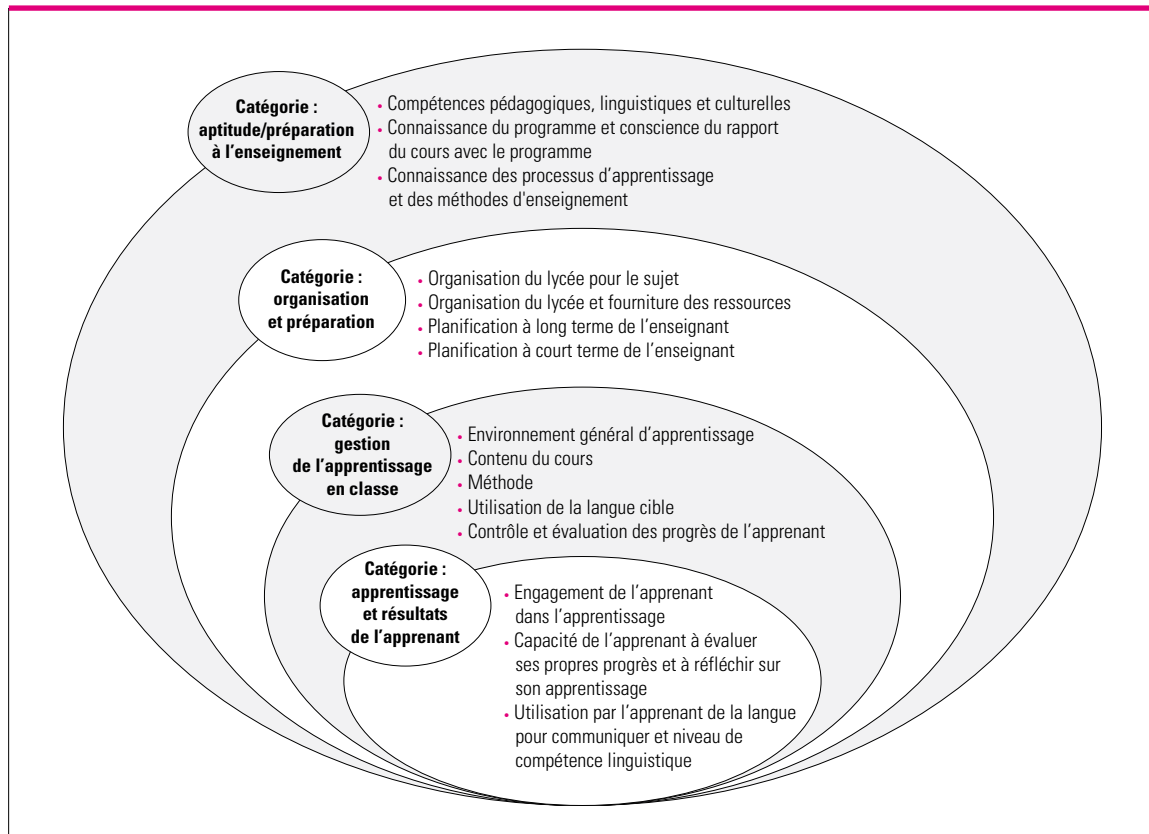 Catégorie :
aptitude/préparation
à l’enseignement
• Compétences pédagogiques, linguistiques et culturelles
• Connaissance du programme et conscience du rapport
du cours avec le programme
• Connaissance des processus d’apprentissage
et des méthodes d'enseignement
Catégorie :
organisation
et préparation
• Organisation du lycée pour le sujet
• Organisation du lycée et fourniture des ressources
• Planification à long terme de l’enseignant
• Planification à court terme de l’enseignant
Catégorie :
gestion
de l’apprentissage
en classe
• Environnement général d’apprentissage
• Contenu du cours
• Méthode
• Utilisation de la langue cible
• Contrôle et évaluation des progrès de l’apprenant
Catégorie :
apprentissage
et résultats
de l’apprenant
• Engagement de l’apprenant
dans l’apprentissage
• Capacité de l’apprenant à évaluer
ses propres progrès et à réfléchir sur
son apprentissage
• Utilisation par l’apprenant de la langue
pour communiquer et niveau de
compétence linguistique